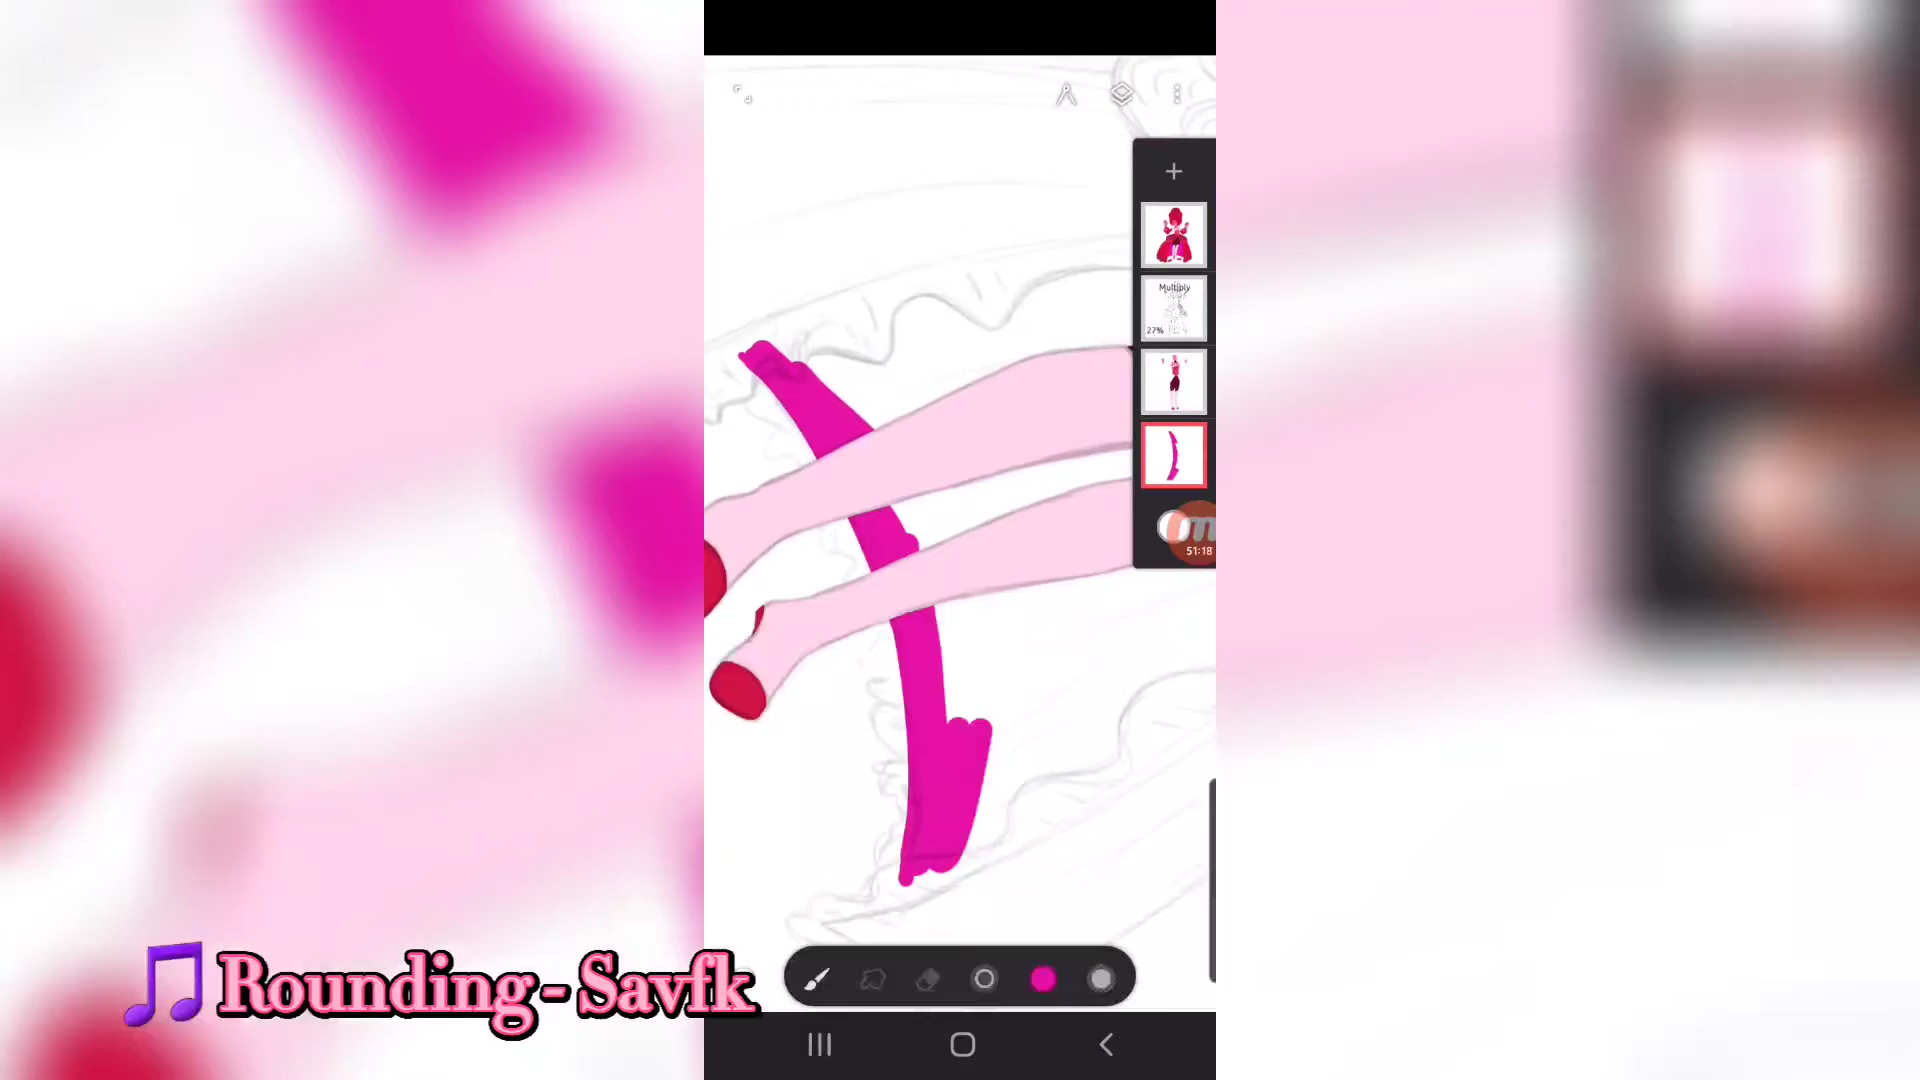 Multiply
27%
m
51:18
🎵 Rounding - Savfk